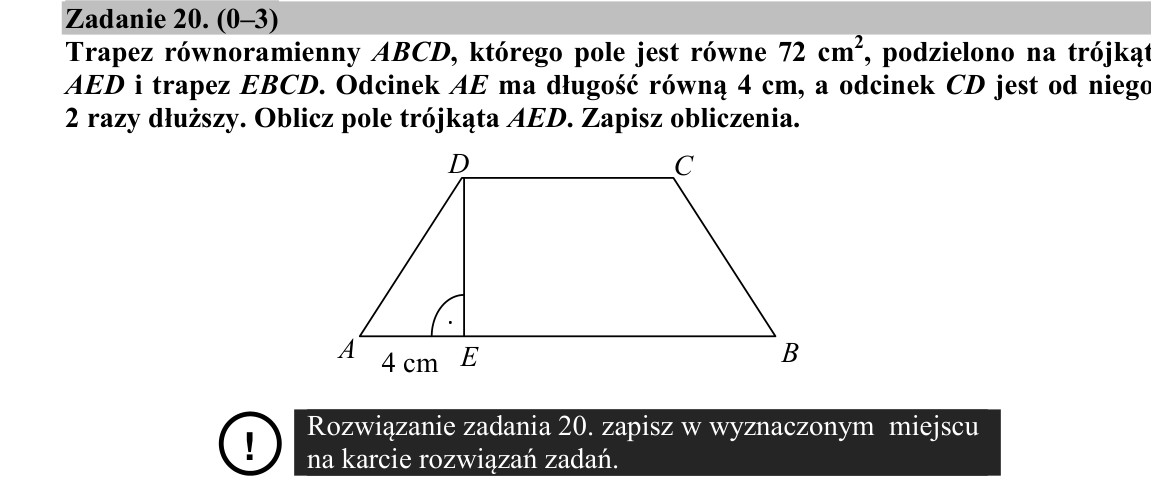 Zadanie 20. (0–3)
Trapez równoramienny ABCD, którego pole jest równe 72 cm², podzielono na trójkąt
AED i trapez EBCD. Odcinek AE ma długość równą 4 cm, a odcinek CD jest od niego
2 razy dłuższy. Oblicz pole trójkąta AED. Zapisz obliczenia.
D
C
A
4 cm
E
B
!
Rozwiązanie zadania 20. zapisz w wyznaczonym miejscu
na karcie rozwiązań zadań.